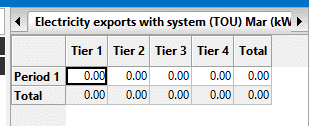 Electricity exports with system (TOU) Mar (kW
Tier 1 Tier 2 Tier 3 Tier 4 Total
Period 1 0.00 0.00 0.00 0.00 0.00
Total 0.00 0.00 0.00 0.00 0.00